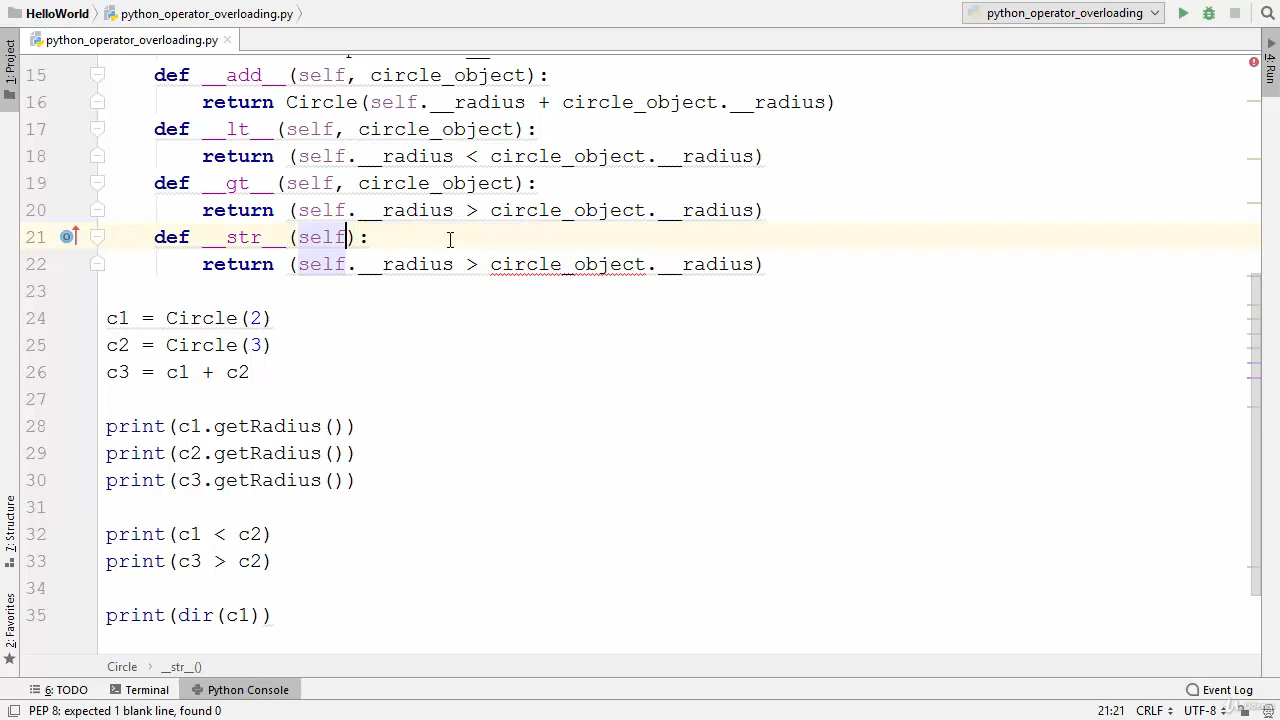 HelloWorld python_operator_overloading.py python_operator_overloading
python_operator_overloading.py
1: Project
4: Run
15 def __add__(self, circle_object):
16 return Circle(self.__radius + circle_object.__radius)
17 def __lt__(self, circle_object):
18 return (self.__radius < circle_object.__radius)
19 def __gt__(self, circle_object):
20 return (self.__radius > circle_object.__radius)
21 def __str__(self):
22 return (self.__radius > circle_object.__radius)
23
24 c1 = Circle(2)
25 c2 = Circle(3)
26 c3 = c1 + c2
27
28 print(c1.getRadius())
29 print(c2.getRadius())
30 print(c3.getRadius())
31
32 print(c1 < c2)
33 print(c3 > c2)
34
35 print(dir(c1))
7: Structure
2: Favorites
Circle › __str__()
6: TODO Terminal Python Console Event Log
PEP 8: expected 1 blank line, found 0 21:21 CRLF UTF-8